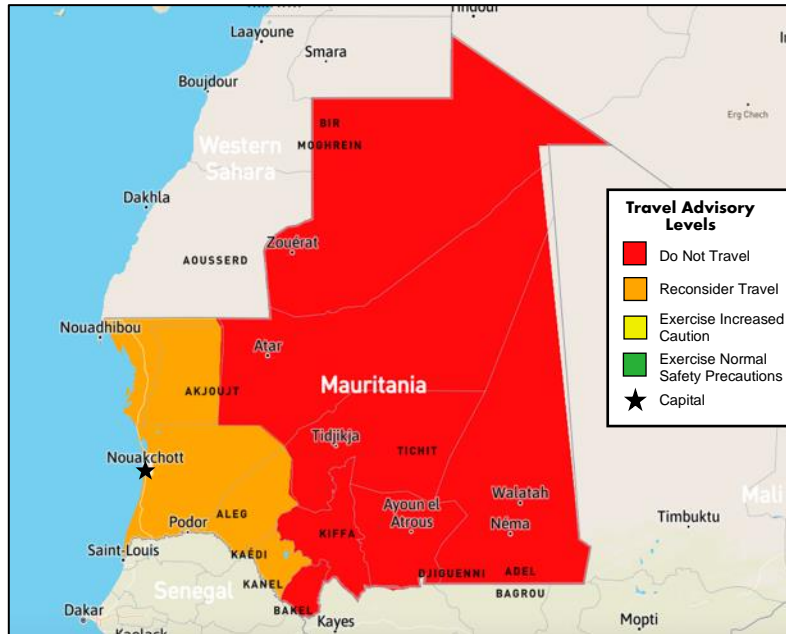 Laayoune
Smara
Boujdour
Erg Chech
BIR
MOGHREIN
Western
Sahara
Dakhla
Zouérat
AOUSSERD
Nouadhibou
Atar
AKJOUJT
Mauritania
Tidjikja
TICHIT
Nouakchott
Walatah
Ayoun el
Atrous
Mali
ALEG
Podor
KIFFA
Néma
Timbuktu
Saint-Louis
KAÉDI
Senegal
KANEL
DJIGUENNI
ADEL
BAGROU
Dakar
BAKEL
Kayes
Mopti
Kaolack
Travel Advisory
Levels
Do Not Travel
Reconsider Travel
Exercise Increased
Caution
Exercise Normal
Safety Precautions
Capital